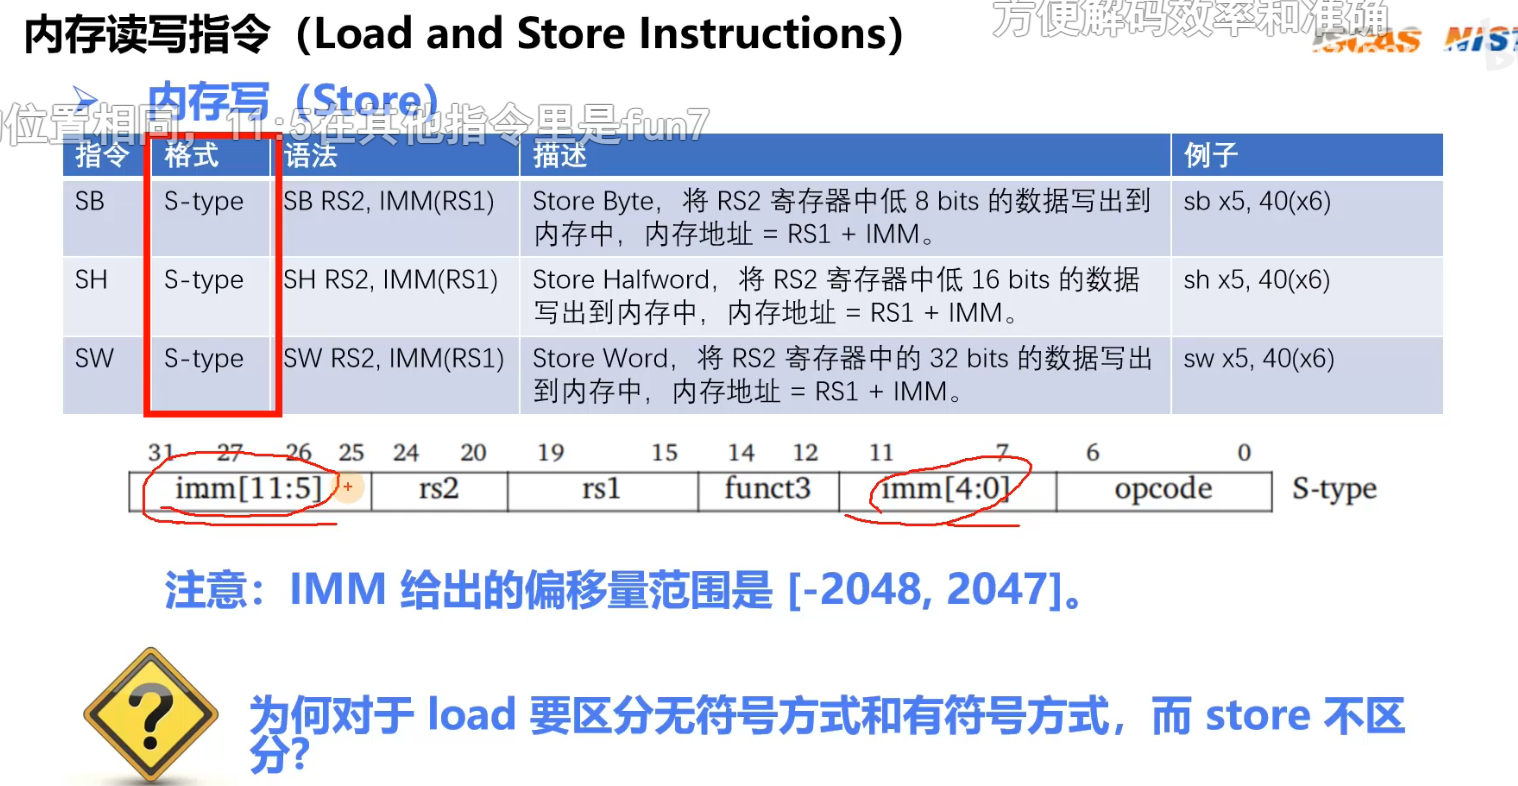 内存读写指令（Load and Store Instructions）
方便解码效率和准确
NIST
内存写（Store）
位置相同，11:5在其他指令里是fun7
指令 格式 语法 描述 例子
SB S-type SB RS2, IMM(RS1) Store Byte，将 RS2 寄存器中低 8 bits 的数据写出到
内存中，内存地址 = RS1 + IMM。 sb x5, 40(x6)
SH S-type SH RS2, IMM(RS1) Store Halfword，将 RS2 寄存器中低 16 bits 的数据
写出到内存中，内存地址 = RS1 + IMM。 sh x5, 40(x6)
SW S-type SW RS2, IMM(RS1) Store Word，将 RS2 寄存器中的 32 bits 的数据写出
到内存中，内存地址 = RS1 + IMM。 sw x5, 40(x6)
31 27 26 25 24 20 19 15 14 12 11 7 6 0
imm[11:5] rs2 rs1 funct3 imm[4:0] opcode S-type
注意：IMM 给出的偏移量范围是 [-2048, 2047]。
?
为何对于 load 要区分无符号方式和有符号方式，而 store 不区
分?